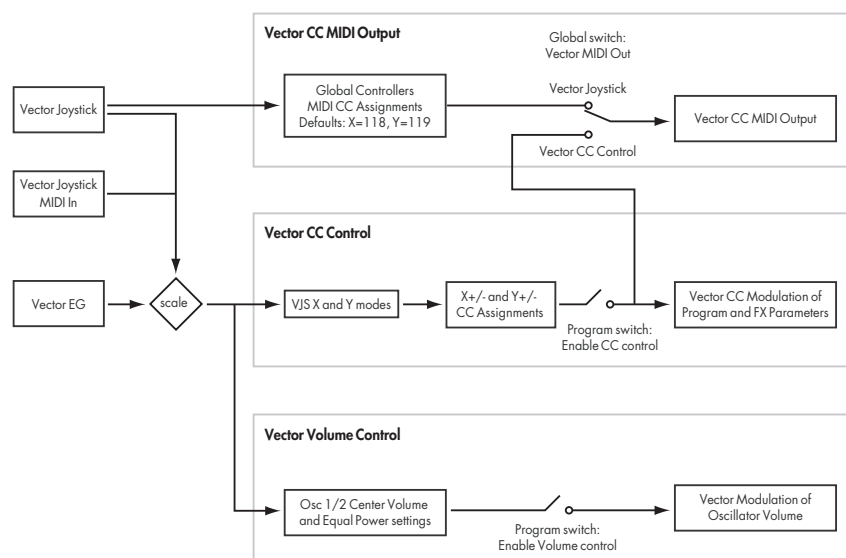 Vector CC MIDI Output
Global switch:
Vector MIDI Out
Vector Joystick
Global Controllers
MIDI CC Assignments
Defaults: X=118, Y=119
Vector Joystick
Vector CC MIDI Output
Vector CC Control
Vector Joystick
MIDI In
Vector CC Control
Vector EG
scale
VJS X and Y modes
X+/- and Y+/-
CC Assignments
Program switch:
Enable CC control
Vector CC Modulation of
Program and FX Parameters
Vector Volume Control
Osc 1/2 Center Volume
and Equal Power settings
Program switch:
Enable Volume control
Vector Modulation of
Oscillator Volume